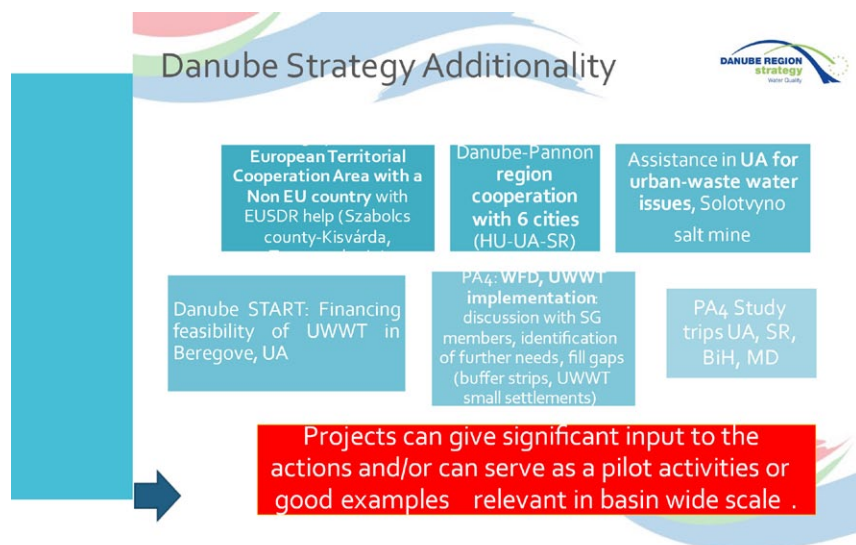 Danube Strategy Additionality
DANUBE REGION
strategy
Water Quality
European Territorial
Cooperation Area with a
Non EU country with
EUSDR help (Szabolcs
county-Kisvárda,
Danube-Pannon
region
cooperation
with 6 cities
(HU-UA-SR)
Assistance in UA for
urban-waste water
issues, Solotvyno
salt mine
Danube START: Financing
feasibility of UWWT in
Beregove, UA
PA4: WFD, UWWT
implementation:
discussion with SG
members, identification
of further needs, fill gaps
(buffer strips, UWWT
small settlements)
PA4 Study
trips UA, SR,
BiH, MD
Projects can give significant input to the
actions and/or can serve as a pilot activities or
good examples relevant in basin wide scale .